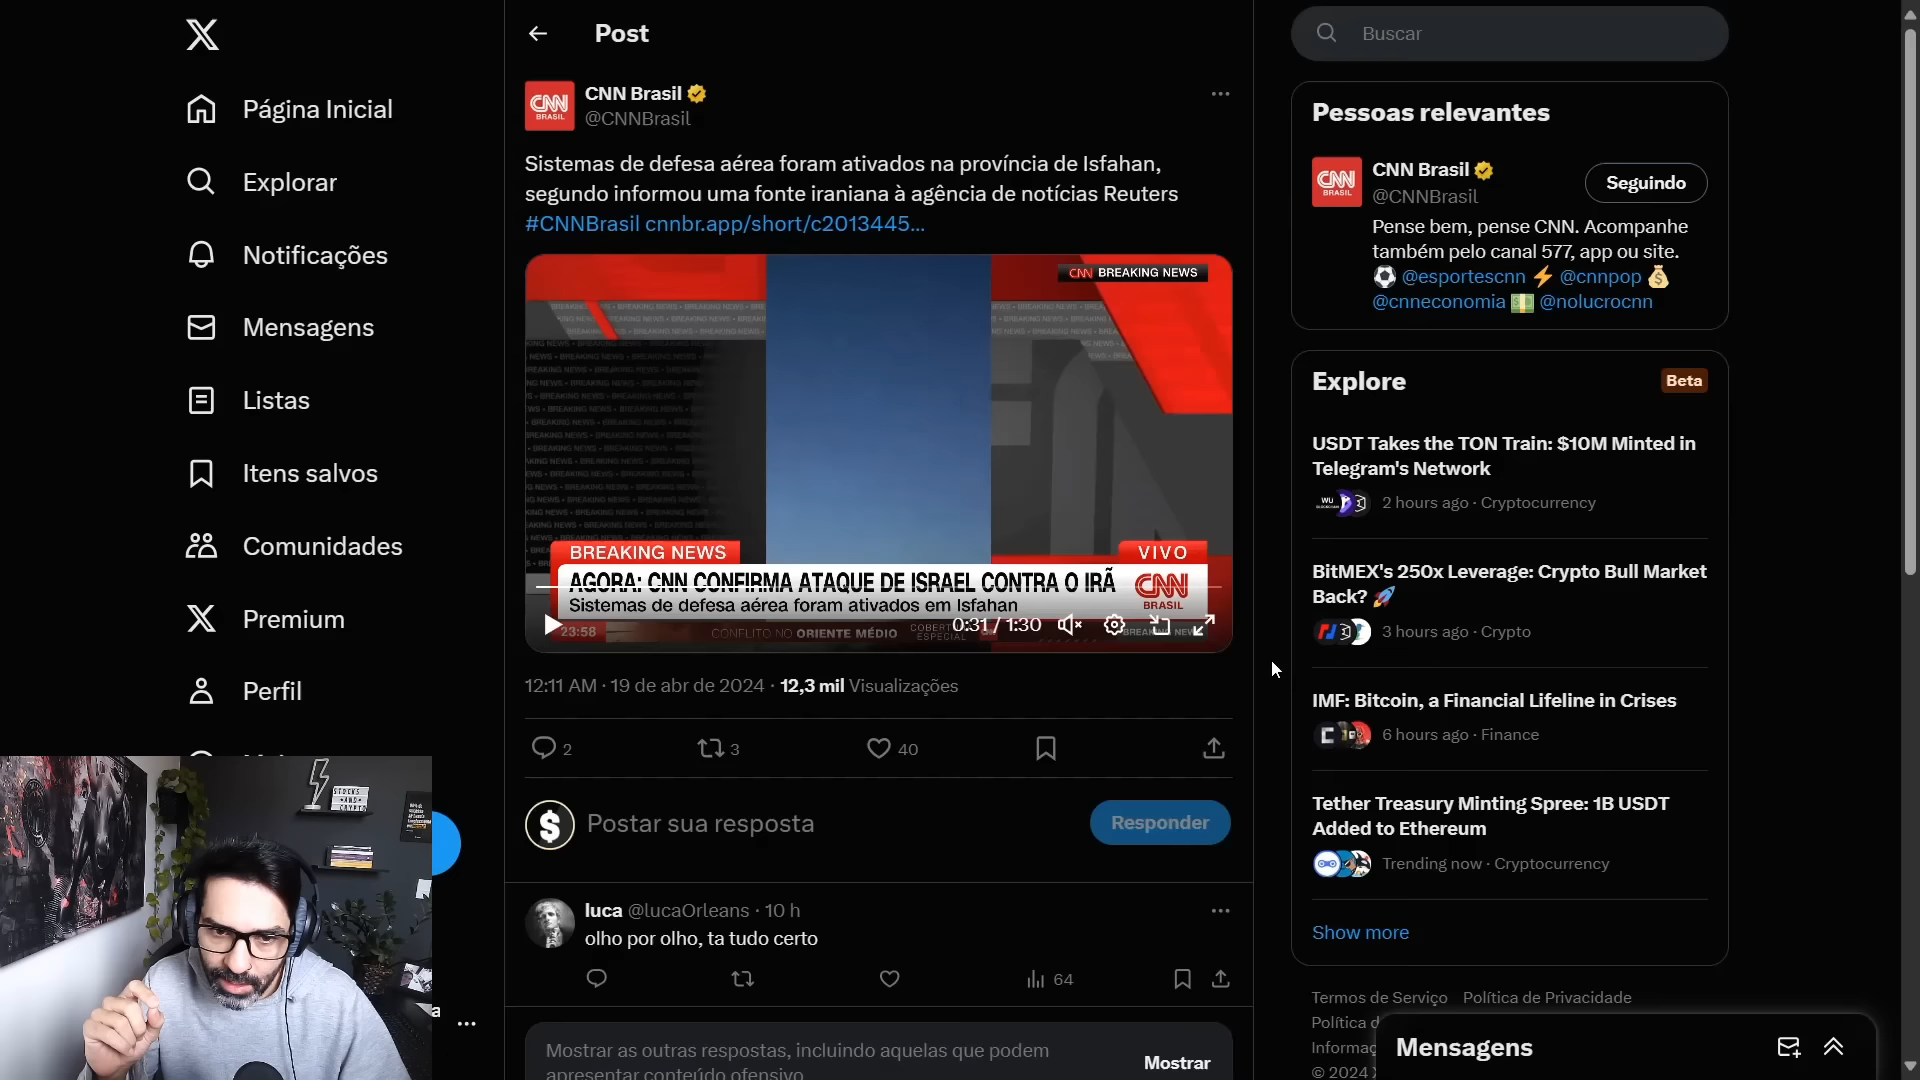 Página Inicial
Explorar
Notificações
Mensagens
Listas
Itens salvos
Comunidades
Premium
Perfil
STOCKS
AND
CRYPTO
Post
CNN
BRASIL
CNN Brasil
@CNNBrasil
Sistemas de defesa aérea foram ativados na província de Isfahan,
segundo informou uma fonte iraniana à agência de notícias Reuters
#CNNBrasil cnnbr.app/short/c2013445...
CNN BREAKING NEWS
BREAKING NEWS
VIVO
AGORA: CNN CONFIRMA ATAQUE DE ISRAEL CONTRA O IRÃ
Sistemas de defesa aérea foram ativados em Isfahan
CNN
BRASIL
23:58
CONFLITO NO ORIENTE MÉDIO
ESPECIAL
0:31 / 1:30
12:11 AM · 19 de abr de 2024 · 12,3 mil Visualizações
2
3
40
Postar sua resposta
Responder
luca @lucaOrleans · 10 h
olho por olho, ta tudo certo
64
Mostrar as outras respostas, incluindo aquelas que podem
apresentar conteúdo ofensivo
Mostrar
Buscar
Pessoas relevantes
CNN
BRASIL
CNN Brasil
@CNNBrasil
Seguindo
Pense bem, pense CNN. Acompanhe
também pelo canal 577, app ou site.
@esportescnn @cnnpop
@cnneconomia @nolucrocnn
Explore
Beta
USDT Takes the TON Train: $10M Minted in
Telegram's Network
2 hours ago · Cryptocurrency
BitMEX's 250x Leverage: Crypto Bull Market
Back?
3 hours ago · Crypto
IMF: Bitcoin, a Financial Lifeline in Crises
6 hours ago · Finance
Tether Treasury Minting Spree: 1B USDT
Added to Ethereum
Trending now · Cryptocurrency
Show more
Termos de Serviço Política de Privacidade
Política
© 2024
Mensagens